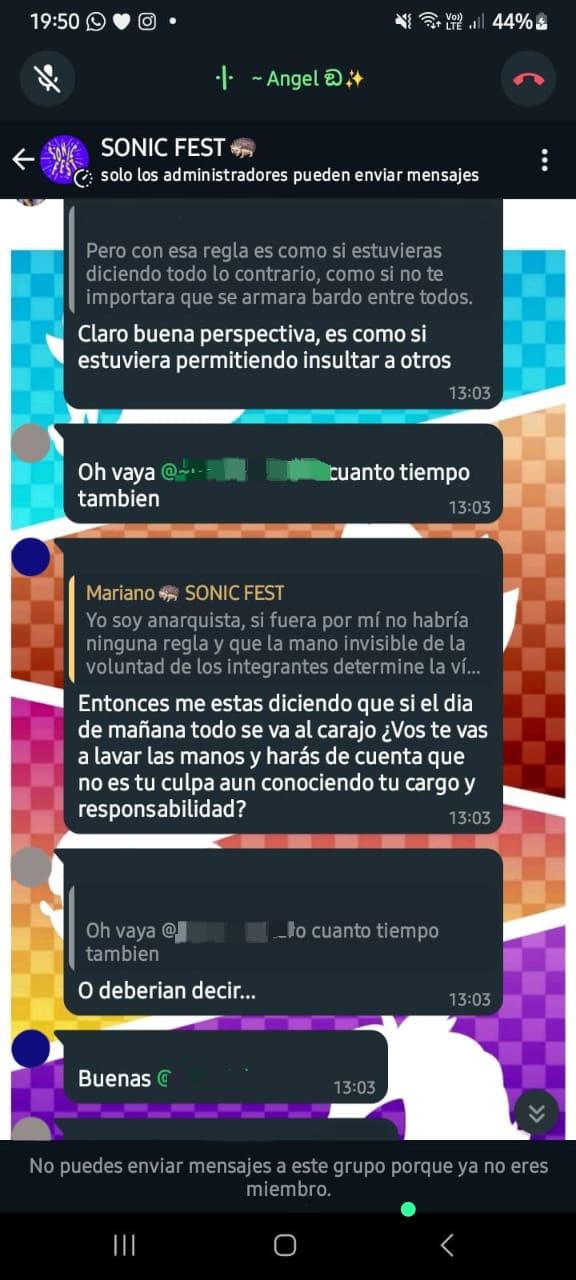 19:50
44%
~ Angel
SONIC FEST
solo los administradores pueden enviar mensajes
Pero con esa regla es como si estuvieras
diciendo todo lo contrario, como si no te
importara que se armara bardo entre todos.
Claro buena perspectiva, es como si
estuviera permitiendo insultar a otros
13:03
Oh vaya @~ cuanto tiempo
tambien
13:03
Mariano🦔 SONIC FEST
Yo soy anarquista, si fuera por mí no habría
ninguna regla y que la mano invisible de la
voluntad de los integrantes determine la ví...
Entonces me estas diciendo que si el dia
de mañana todo se va al carajo ¿Vos te vas
a lavar las manos y harás de cuenta que
no es tu culpa aun conociendo tu cargo y
responsabilidad?
13:03
Oh vaya @ cuanto tiempo
tambien
O deberian decir...
13:03
Buenas @
13:03
No puedes enviar mensajes a este grupo porque ya no eres
miembro.